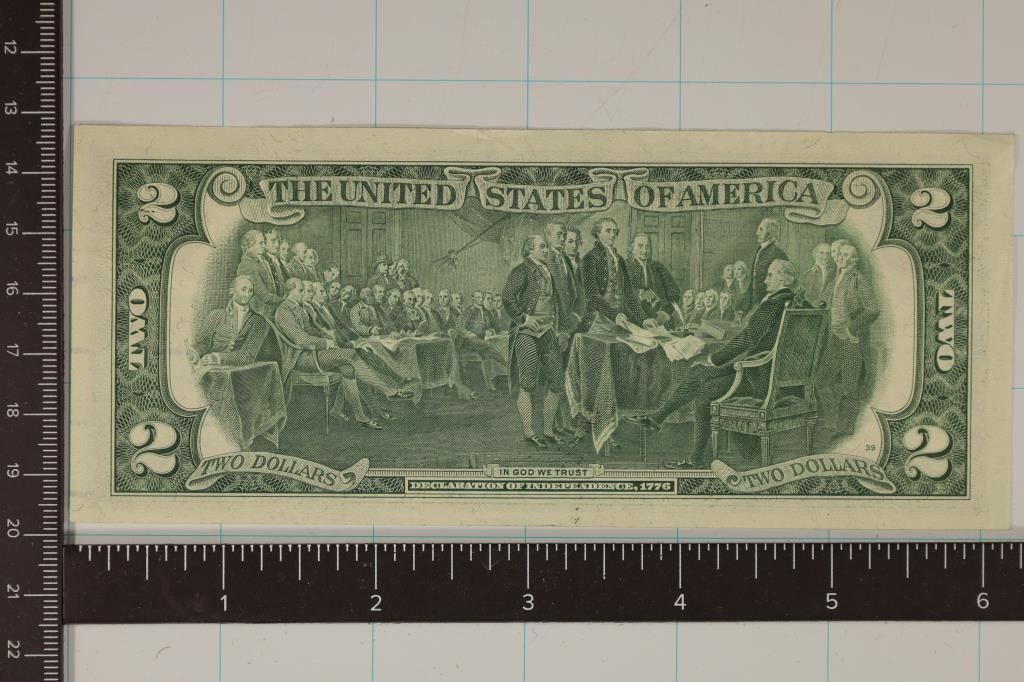 12
13
14
15
16
17
18
19
20
21
22
2
THE UNITED STATES OF AMERICA
2
TWO
TWO
2
39
2
TWO DOLLARS
IN GOD WE TRUST
TWO DOLLARS
DECLARATION OF INDEPENDENCE, 1776
1 2 3 4 5 6